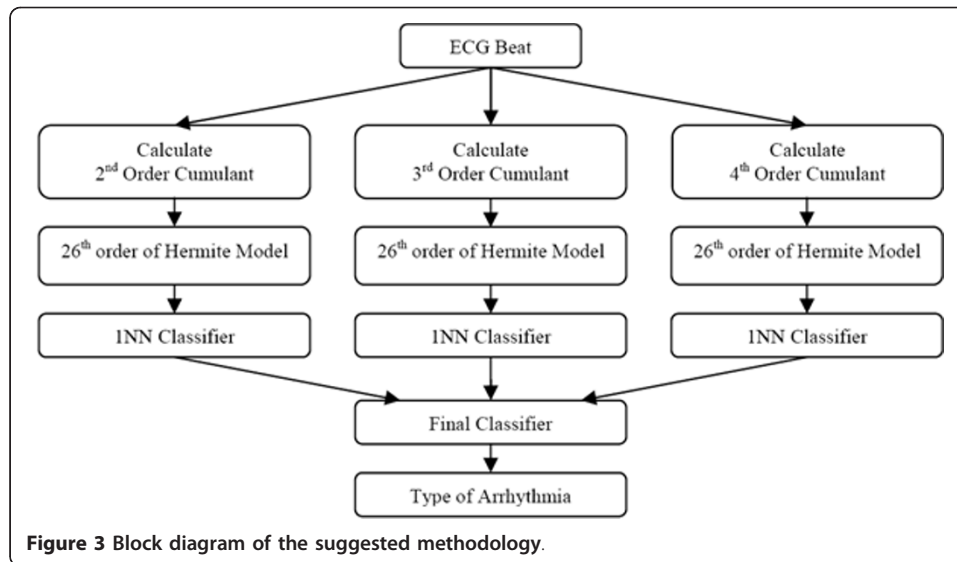 ECG Beat
Calculate
2nd Order Cumulant
Calculate
3rd Order Cumulant
Calculate
4th Order Cumulant
26th order of Hermite Model
26th order of Hermite Model
26th order of Hermite Model
1NN Classifier
1NN Classifier
1NN Classifier
Final Classifier
Type of Arrhythmia
Figure 3 Block diagram of the suggested methodology.